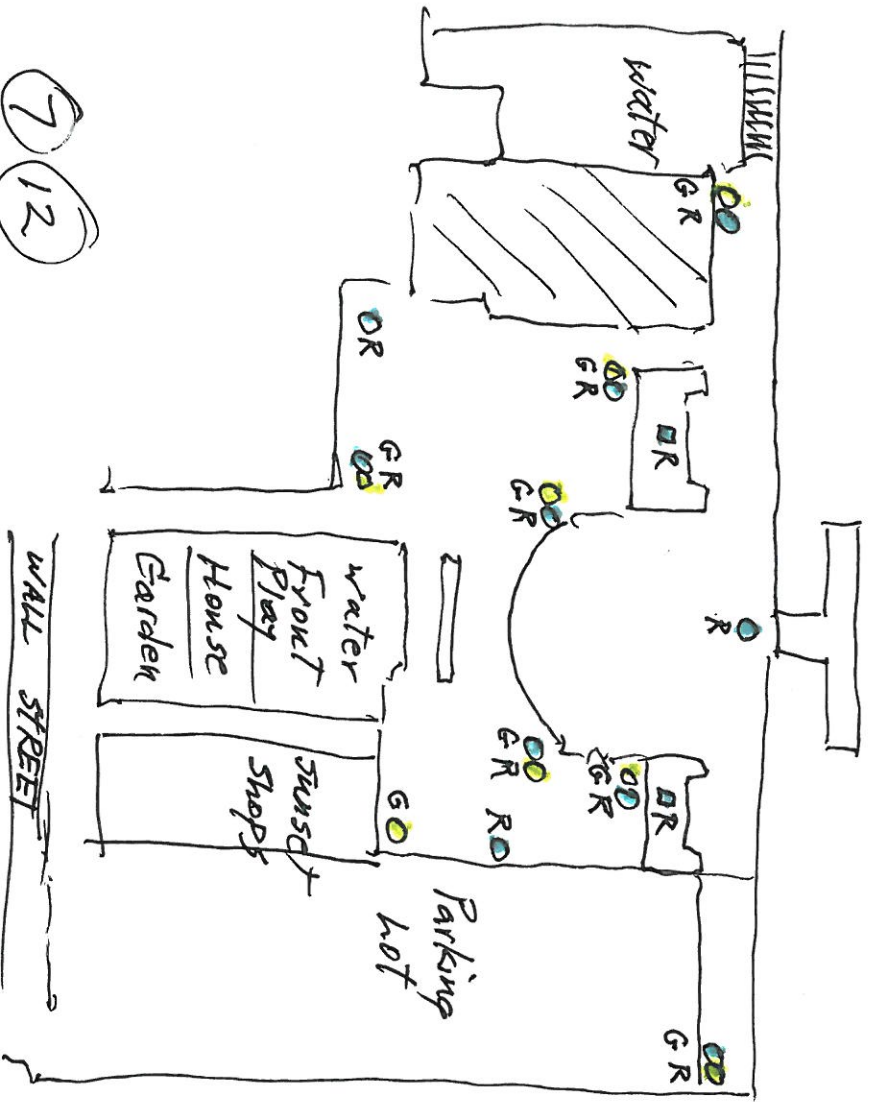 R
G R
G R
R
R
water
G R
G R
G R
G R
R
Parking
Lot
R
G R
G
water
Front
Play
House
Garden
Sunset
Shops
WALL STREET
7 12